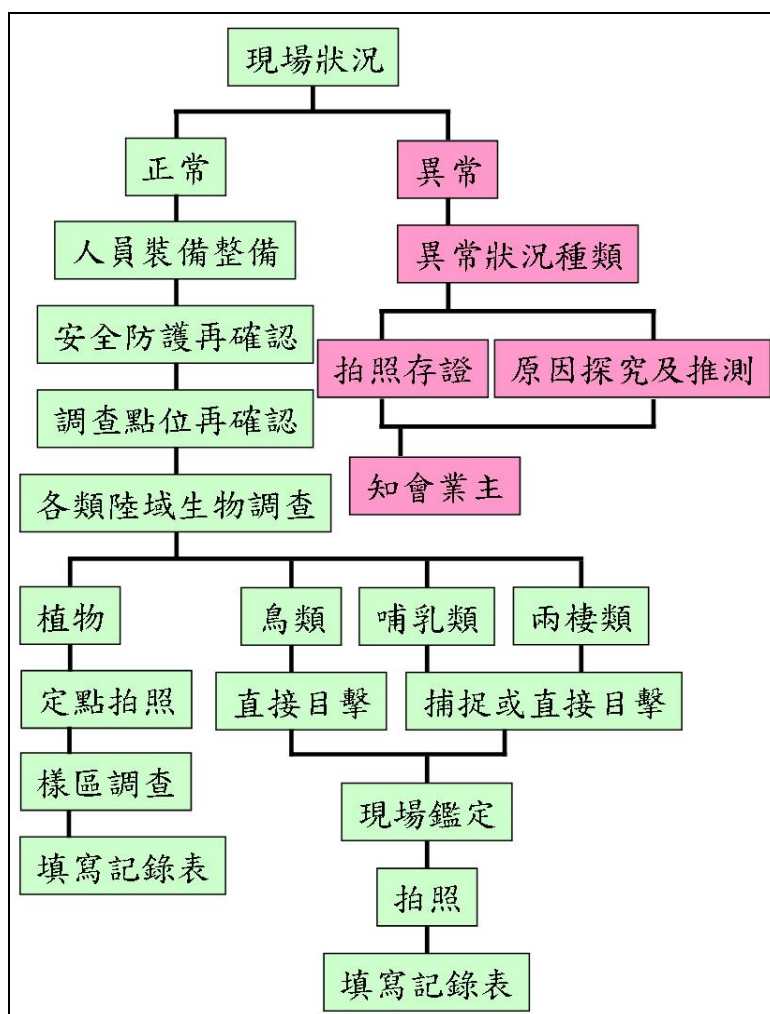 現場狀況
正常
異常
人員裝備整備
異常狀況種類
安全防護再確認
拍照存證
原因探究及推測
調查點位再確認
知會業主
各類陸域生物調查
植物
鳥類
哺乳類
兩棲類
定點拍照
直接目擊
捕捉或直接目擊
樣區調查
現場鑑定
填寫記錄表
拍照
填寫記錄表